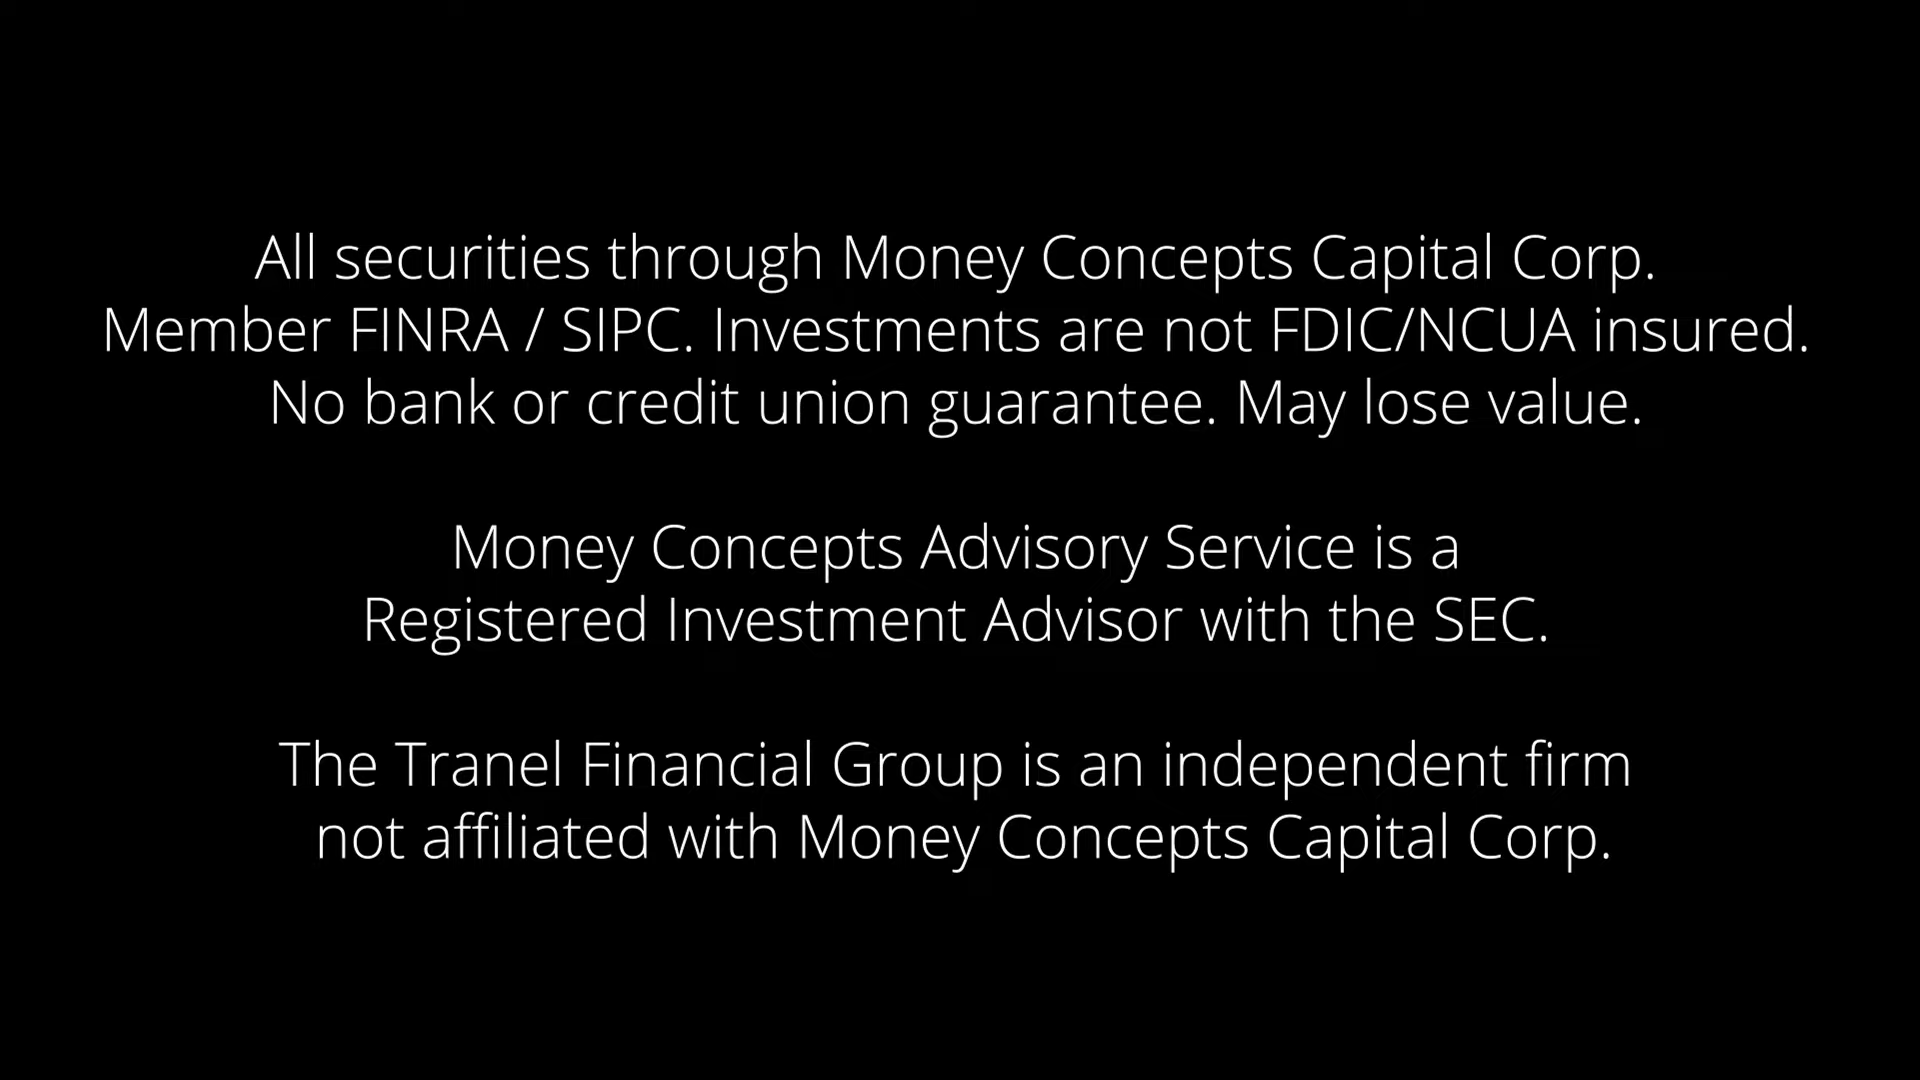 All securities through Money Concepts Capital Corp.
Member FINRA / SIPC. Investments are not FDIC/NCUA insured.
No bank or credit union guarantee. May lose value.
Money Concepts Advisory Service is a
Registered Investment Advisor with the SEC.
The Tranel Financial Group is an independent firm
not affiliated with Money Concepts Capital Corp.